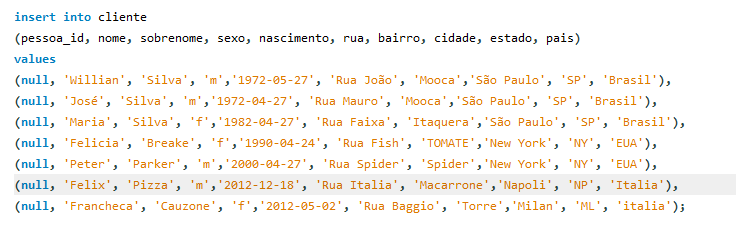 insert into cliente
(pessoa_id, nome, sobrenome, sexo, nascimento, rua, bairro, cidade, estado, pais)
values
(null, 'Willian', 'Silva', 'm','1972-05-27', 'Rua João', 'Mooca','São Paulo', 'SP', 'Brasil'),
(null, 'José', 'Silva', 'm','1972-04-27', 'Rua Mauro', 'Mooca','São Paulo', 'SP', 'Brasil'),
(null, 'Maria', 'Silva', 'f','1982-04-27', 'Rua Faixa', 'Itaquera','São Paulo', 'SP', 'Brasil'),
(null, 'Felicia', 'Breake', 'f','1990-04-24', 'Rua Fish', 'TOMATE','New York', 'NY', 'EUA'),
(null, 'Peter', 'Parker', 'm','2000-04-27', 'Rua Spider', 'Spider','New York', 'NY', 'EUA'),
(null, 'Felix', 'Pizza', 'm','2012-12-18', 'Rua Italia', 'Macarrone','Napoli', 'NP', 'Italia'),
(null, 'Francheca', 'Cauzone', 'f','2012-05-02', 'Rua Baggio', 'Torre','Milan', 'ML', 'italia');